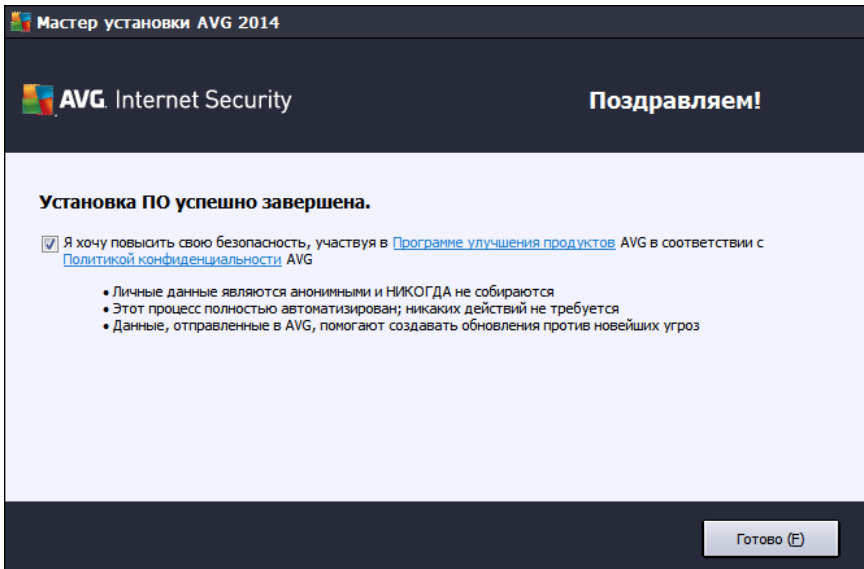 Мастер установки AVG 2014
AVG. Internet Security
Поздравляем!
Установка ПО успешно завершена.
Я хочу повысить свою безопасность, участвуя в Программе улучшения продуктов AVG в соответствии с
Политикой конфиденциальности AVG
• Личные данные являются анонимными и НИКОГДА не собираются
• Этот процесс полностью автоматизирован; никаких действий не требуется
• Данные, отправленные в AVG, помогают создавать обновления против новейших угроз
Готово (F)